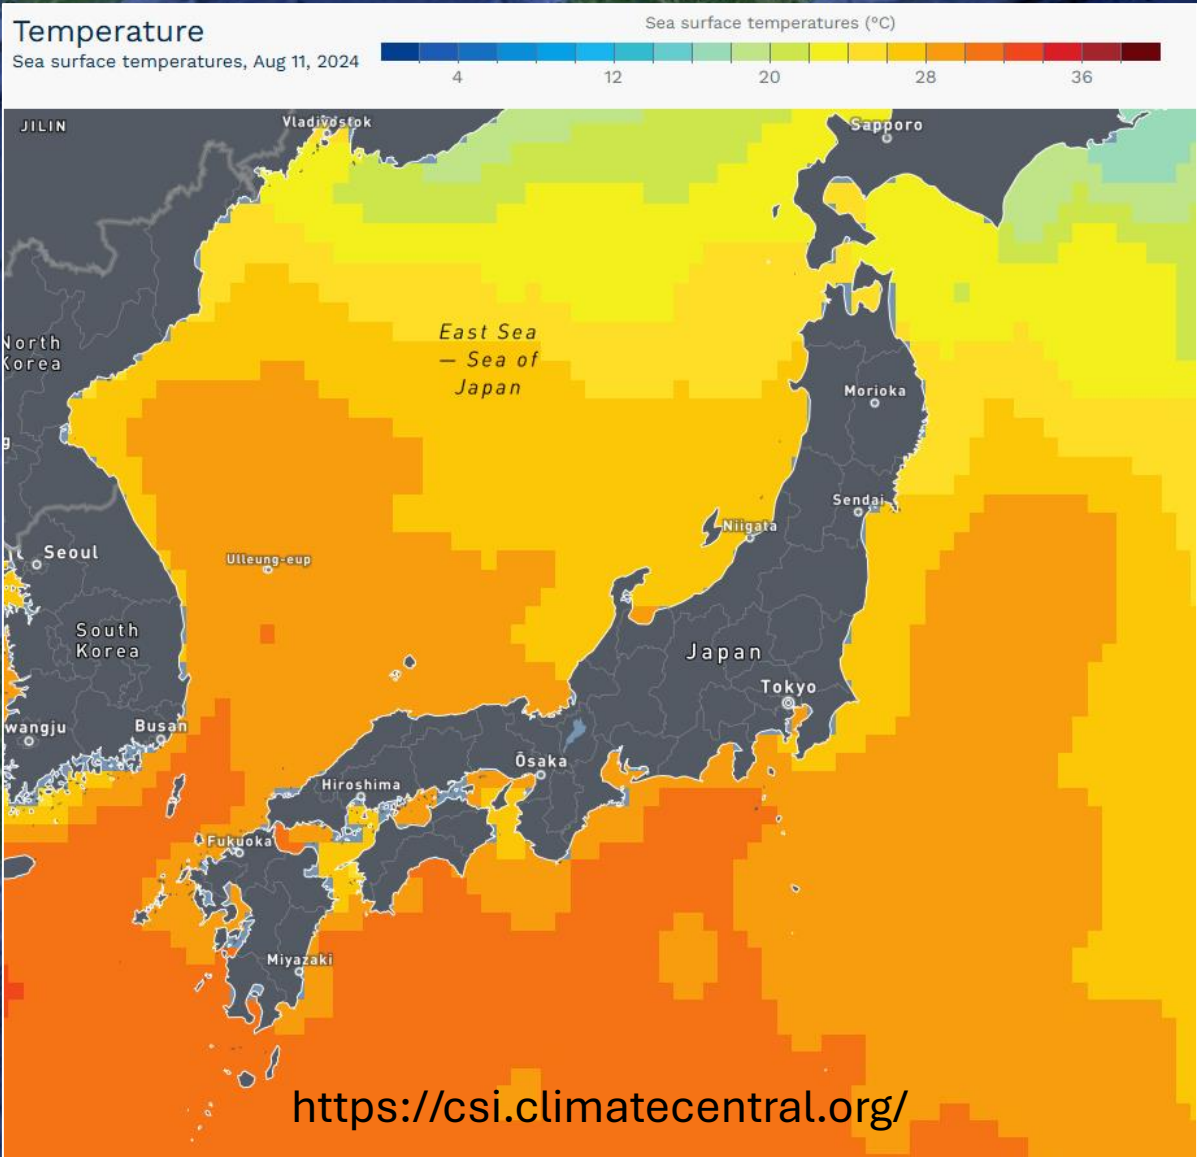 Temperature
Sea surface temperatures, Aug 11, 2024
Sea surface temperatures (°C)
4 12 20 28 36
JILIN
Vladivostok
Sapporo
North
Korea
East Sea
— Sea of
Japan
Morioka
Sendai
Niigata
Seoul
Ulleung-eup
South
Korea
Japan
Tokyo
wangju
Busan
Ōsaka
Hiroshima
Fukuoka
Miyazaki
https://csi.climatecentral.org/